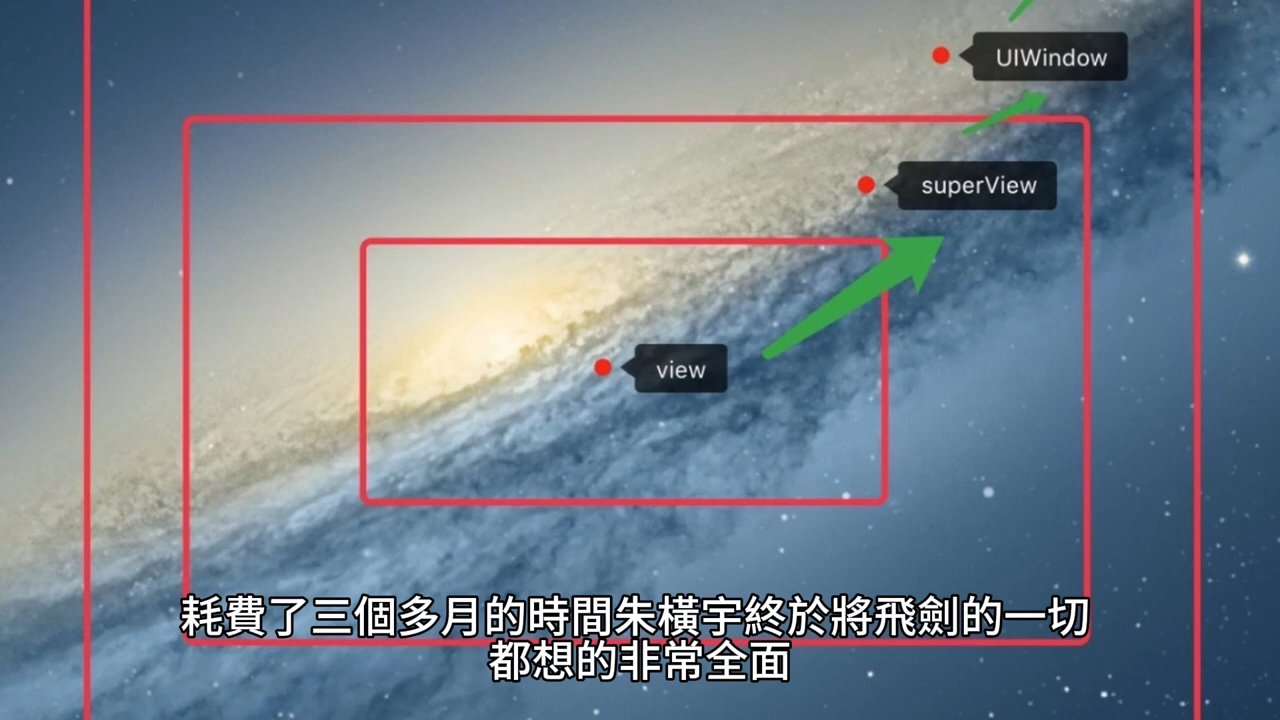 UIWindow
superView
view
耗費了三個多月的時間朱橫宇終於將飛劍的一切
都想的非常全面